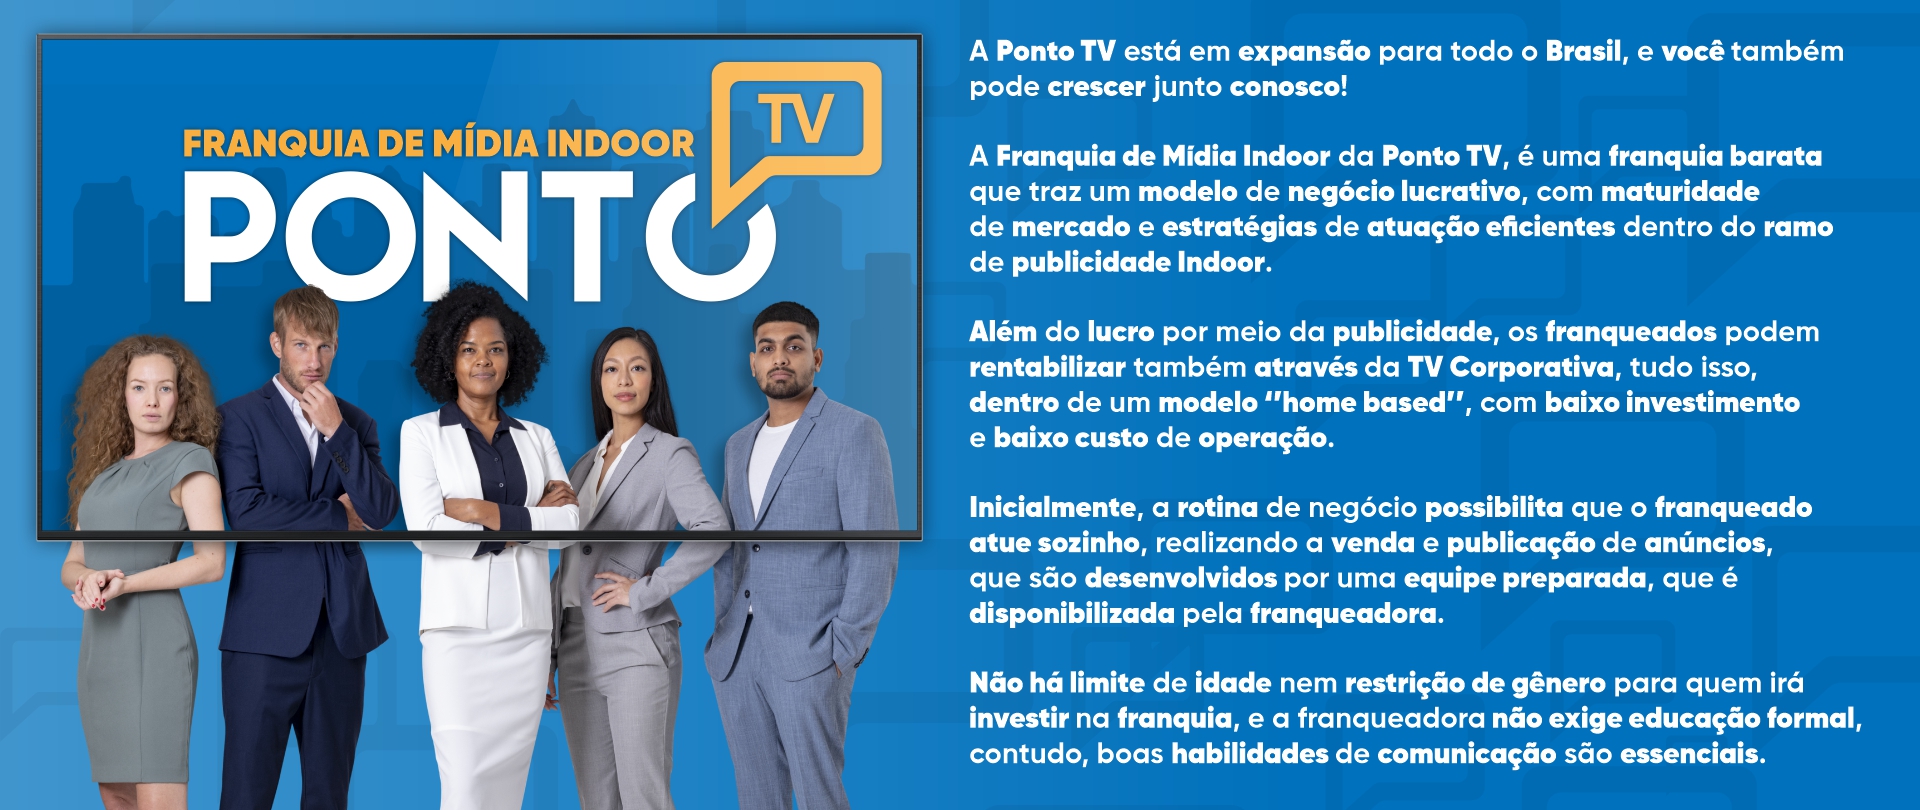 FRANQUIA DE MÍDIA INDOOR
PONTO
TV
A Ponto TV está em expansão para todo o Brasil, e você também
pode crescer junto conosco!
A Franquia de Mídia Indoor da Ponto TV, é uma franquia barata
que traz um modelo de negócio lucrativo, com maturidade
de mercado e estratégias de atuação eficientes dentro do ramo
de publicidade Indoor.
Além do lucro por meio da publicidade, os franqueados podem
rentabilizar também através da TV Corporativa, tudo isso,
dentro de um modelo ‘’home based’’, com baixo investimento
e baixo custo de operação.
Inicialmente, a rotina de negócio possibilita que o franqueado
atue sozinho, realizando a venda e publicação de anúncios,
que são desenvolvidos por uma equipe preparada, que é
disponibilizada pela franqueadora.
Não há limite de idade nem restrição de gênero para quem irá
investir na franquia, e a franqueadora não exige educação formal,
contudo, boas habilidades de comunicação são essenciais.